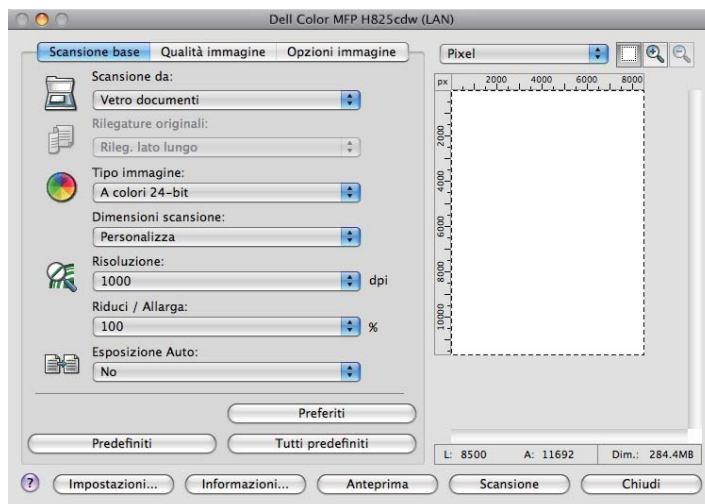 Dell Color MFP H825cdw (LAN)
Scansione base
Qualità immagine
Opzioni immagine
Scansione da:
Vetro documenti
Rilegature originali:
Rileg. lato lungo
Tipo immagine:
A colori 24-bit
Dimensioni scansione:
Personalizza
Risoluzione:
1000 dpi
Riduci / Allarga:
100 %
Esposizione Auto:
No
Preferiti
Predefiniti
Tutti predefiniti
Pixel
px 2000 4000 6000 8000
2000
4000
6000
8000
10000
L: 8500 A: 11692 Dim.: 284.4MB
? Impostazioni... Informazioni... Anteprima Scansione Chiudi